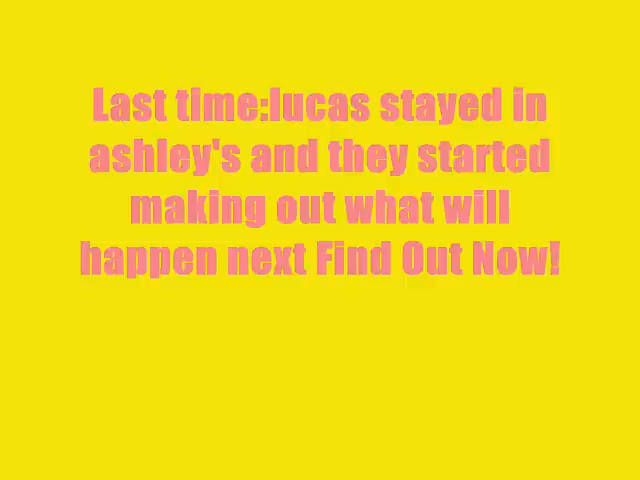 Last tIme:lucas stayed in
ashley's and they started
making out what will
happen next Find Out Now!